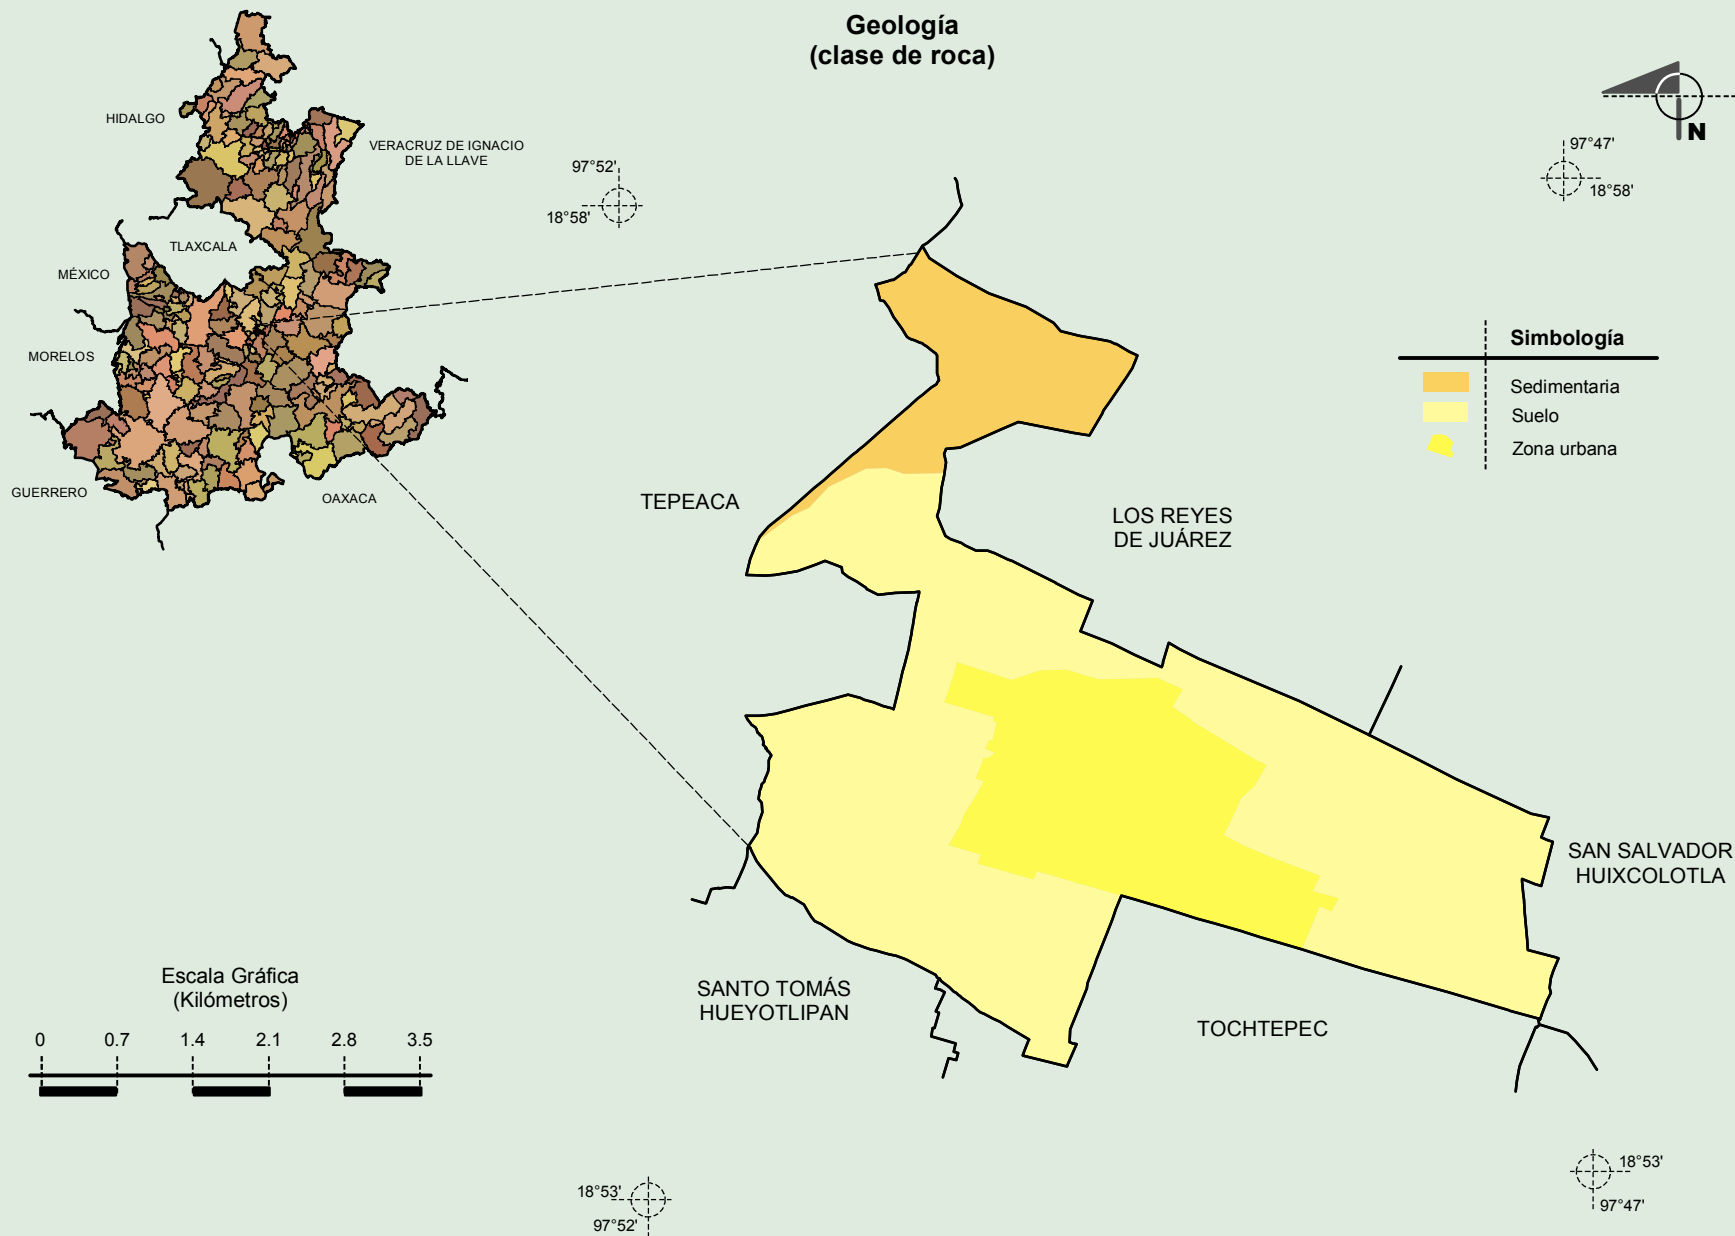 Geología
(clase de roca)
HIDALGO
VERACRUZ DE IGNACIO
DE LA LLAVE
TLAXCALA
MÉXICO
MORELOS
GUERRERO
OAXACA
97°52'
18°58'
97°47'
18°58'
N
Simbología
Sedimentaria
Suelo
Zona urbana
TEPEACA
LOS REYES
DE JUÁREZ
SAN SALVADOR
HUIXCOLOTLA
SANTO TOMÁS
HUEYOTLIPAN
TOCHTEPEC
Escala Gráfica
(Kilómetros)
0 0.7 1.4 2.1 2.8 3.5
18°53'
97°52'
18°53'
97°47'